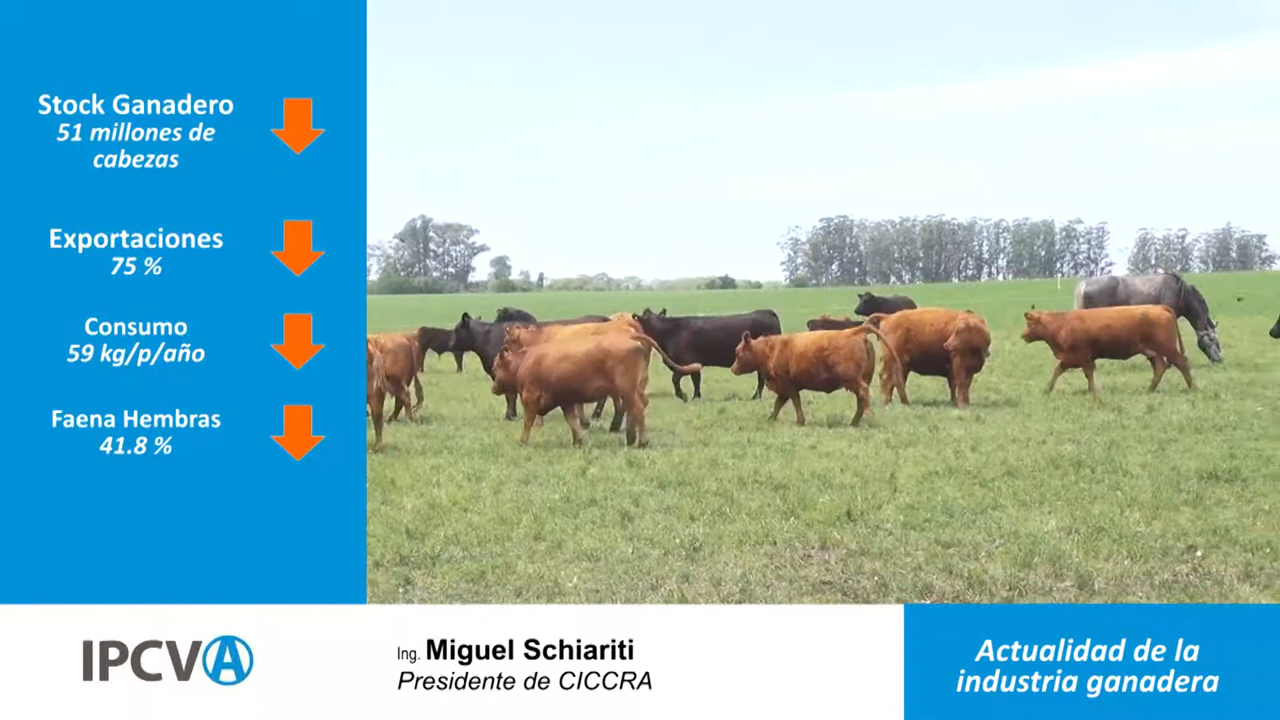 Stock Ganadero
51 millones de
cabezas
Exportaciones
75 %
Consumo
59 kg/p/año
Faena Hembras
41.8 %
IPCVA
Ing. Miguel Schiariti
Presidente de CICCRA
Actualidad de la
industria ganadera